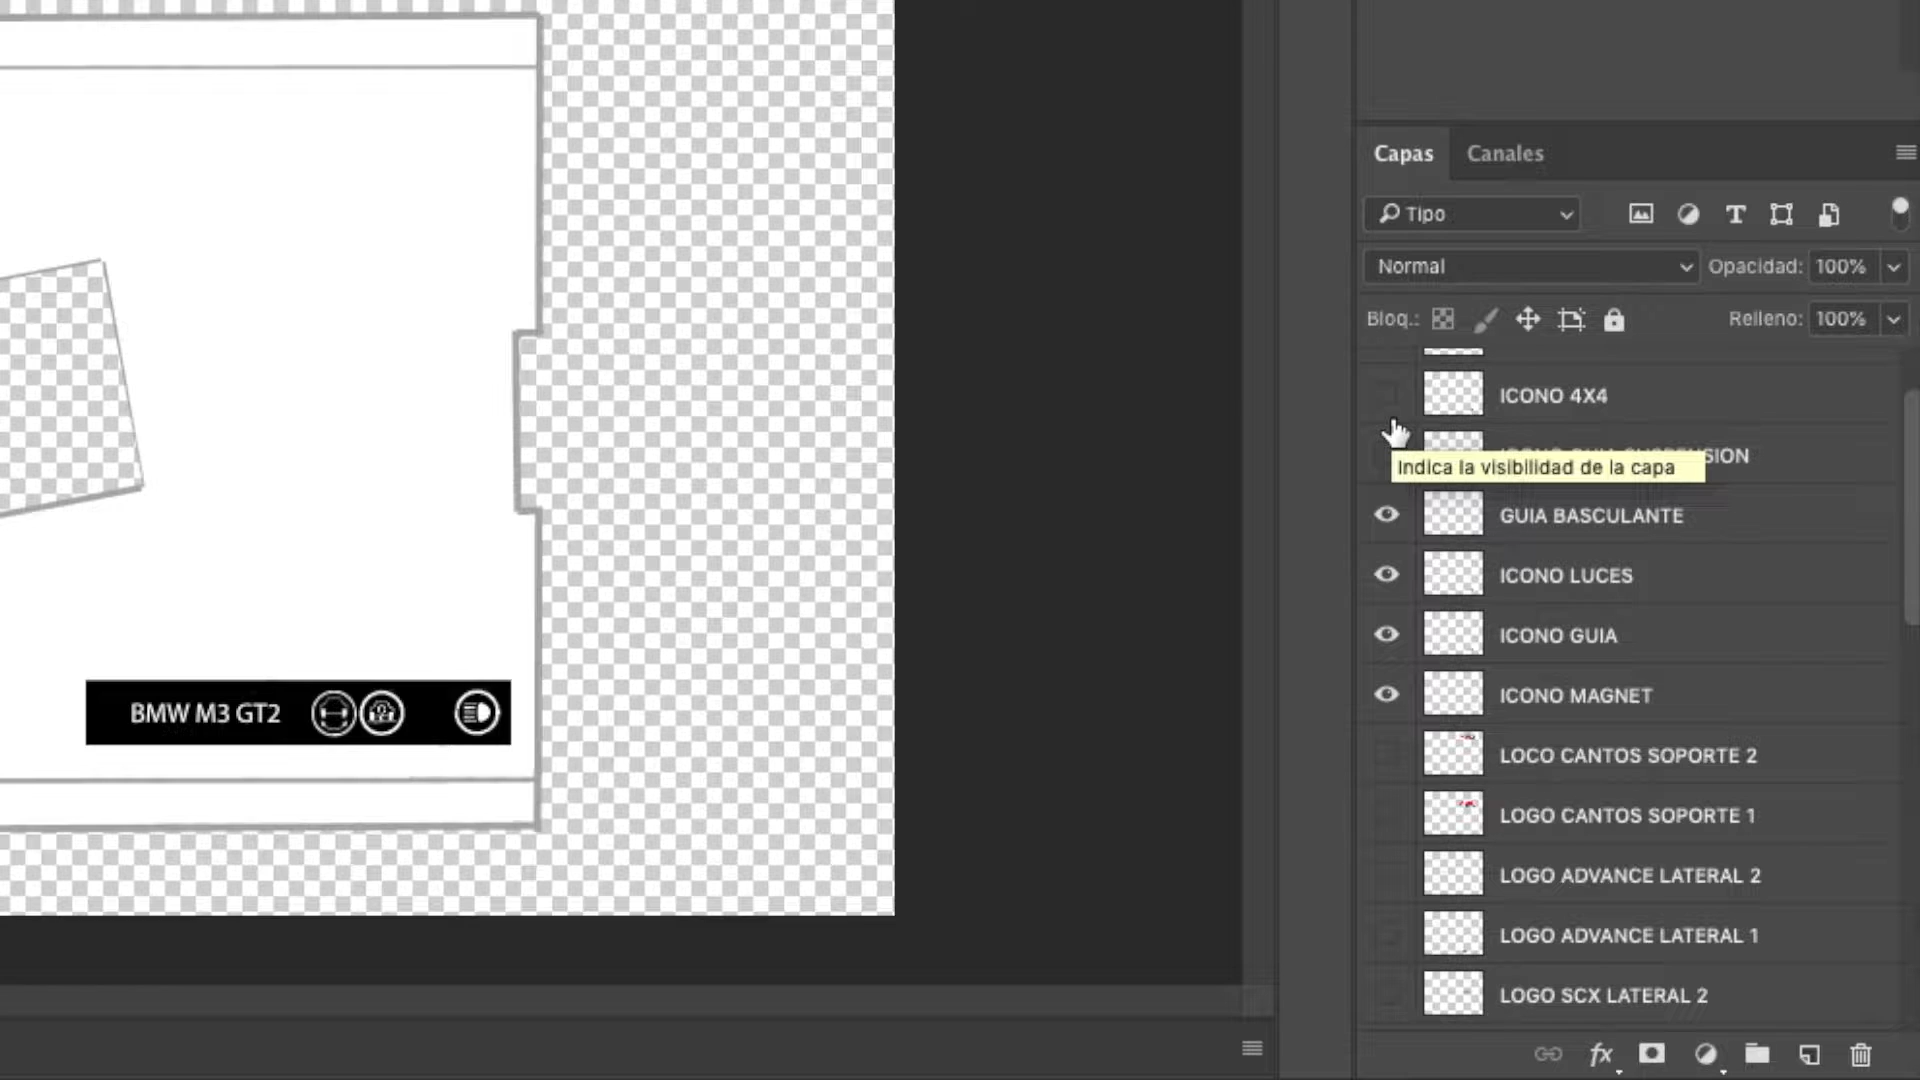 Capas Canales
Tipo
Normal Opacidad: 100%
Bloq.: Relleno: 100%
ICONO 4X4
Indica la visibilidad de la capa
GUIA BASCULANTE
ICONO LUCES
ICONO GUIA
ICONO MAGNET
LOCO CANTOS SOPORTE 2
LOGO CANTOS SOPORTE 1
LOGO ADVANCE LATERAL 2
LOGO ADVANCE LATERAL 1
LOGO SCX LATERAL 2
fx
BMW M3 GT2